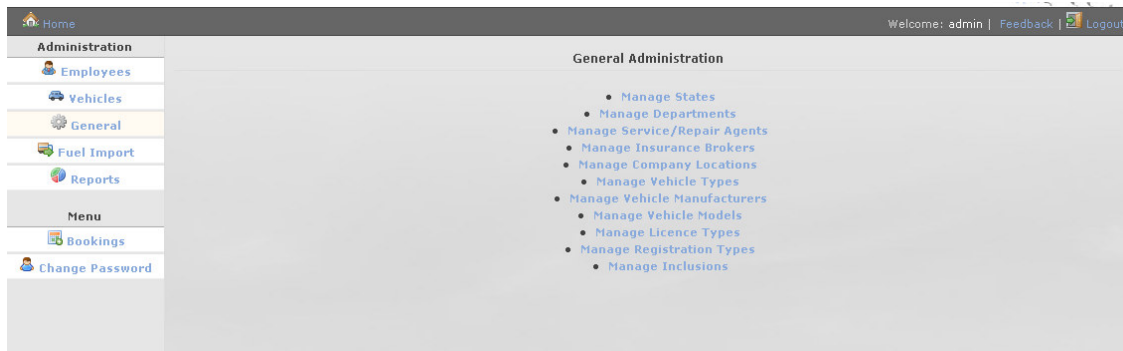 Home
Welcome: admin | Feedback | Logout
Administration
Employees
Vehicles
General
Fuel Import
Reports
Menu
Bookings
Change Password
General Administration
• Manage States
• Manage Departments
• Manage Service/Repair Agents
• Manage Insurance Brokers
• Manage Company Locations
• Manage Vehicle Types
• Manage Vehicle Manufacturers
• Manage Vehicle Models
• Manage Licence Types
• Manage Registration Types
• Manage Inclusions